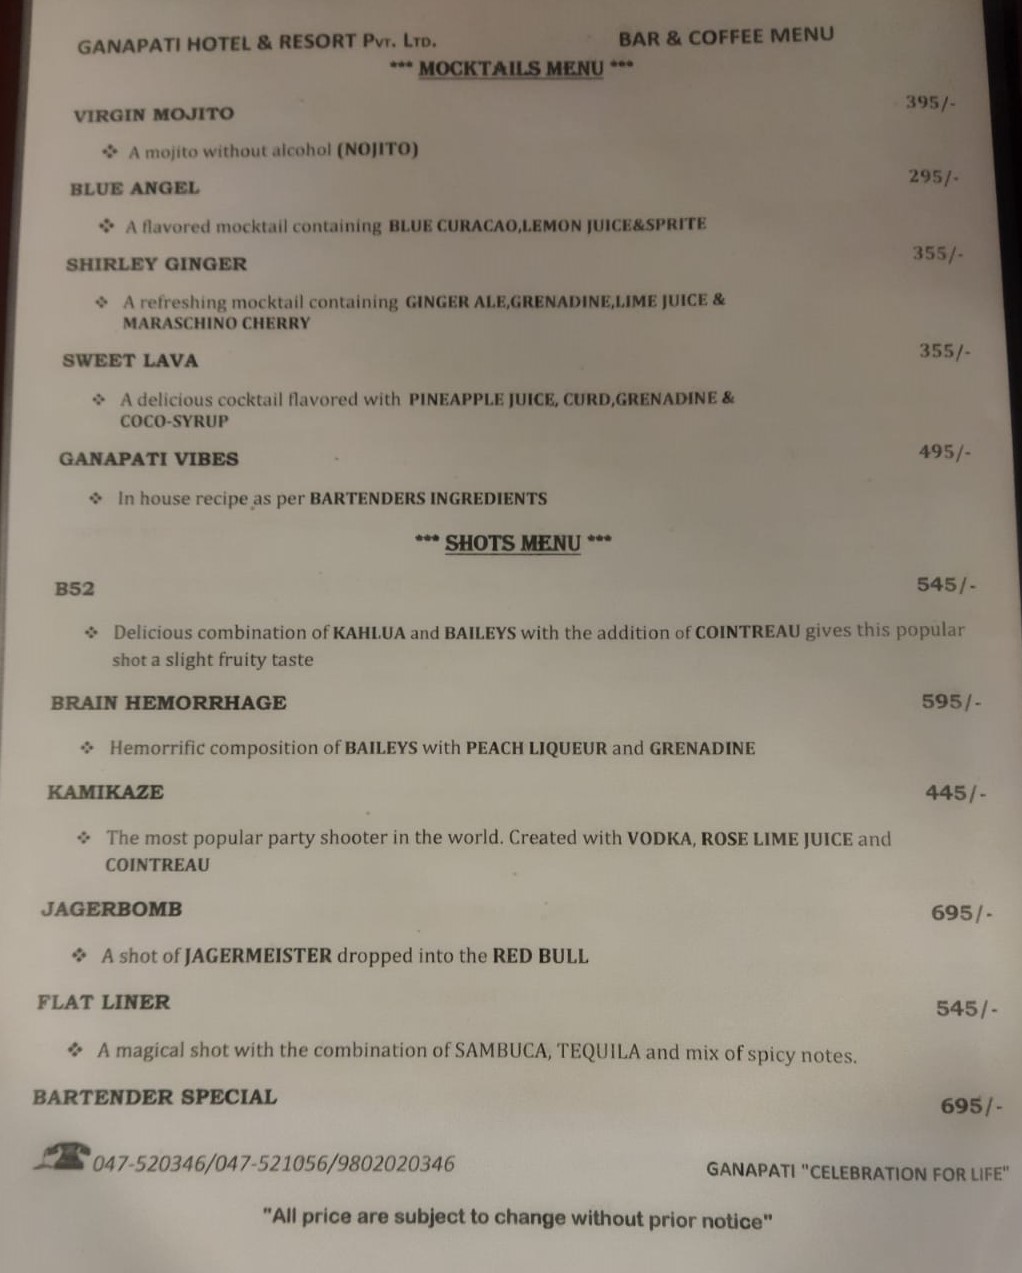 GANAPATI HOTEL & RESORT PVT. LTD. BAR & COFFEE MENU
*** MOCKTAILS MENU ***
VIRGIN MOJITO 395/-
❖ A mojito without alcohol (NOJITO)
BLUE ANGEL 295/-
❖ A flavored mocktail containing BLUE CURACAO,LEMON JUICE&SPRITE
SHIRLEY GINGER 355/-
❖ A refreshing mocktail containing GINGER ALE,GRENADINE,LIME JUICE &
MARASCHINO CHERRY
SWEET LAVA 355/-
❖ A delicious cocktail flavored with PINEAPPLE JUICE, CURD,GRENADINE &
COCO-SYRUP
GANAPATI VIBES 495/-
❖ In house recipe as per BARTENDERS INGREDIENTS
*** SHOTS MENU ***
B52 545/-
❖ Delicious combination of KAHLUA and BAILEYS with the addition of COINTREAU gives this popular
shot a slight fruity taste
BRAIN HEMORRHAGE 595/-
❖ Hemorrific composition of BAILEYS with PEACH LIQUEUR and GRENADINE
KAMIKAZE 445/-
❖ The most popular party shooter in the world. Created with VODKA, ROSE LIME JUICE and
COINTREAU
JAGERBOMB 695/-
❖ A shot of JAGERMEISTER dropped into the RED BULL
FLAT LINER 545/-
❖ A magical shot with the combination of SAMBUCA, TEQUILA and mix of spicy notes.
BARTENDER SPECIAL 695/-
047-520346/047-521056/9802020346 GANAPATI "CELEBRATION FOR LIFE"
"All price are subject to change without prior notice"